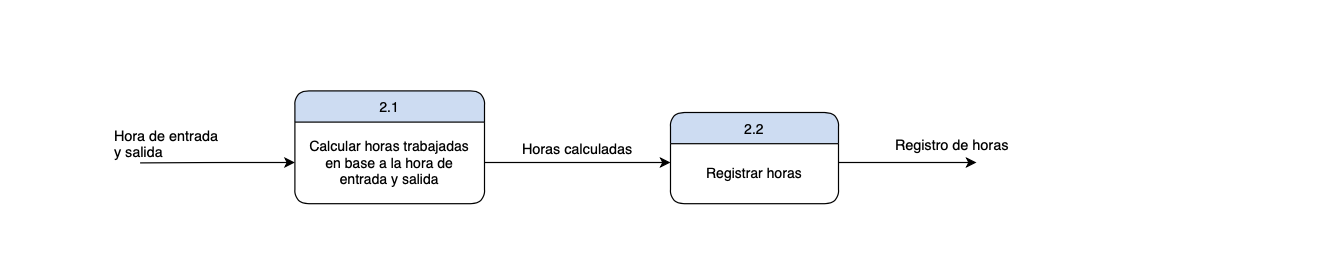 Hora de entrada
y salida
2.1
Calcular horas trabajadas
en base a la hora de
entrada y salida
Horas calculadas
2.2
Registrar horas
Registro de horas